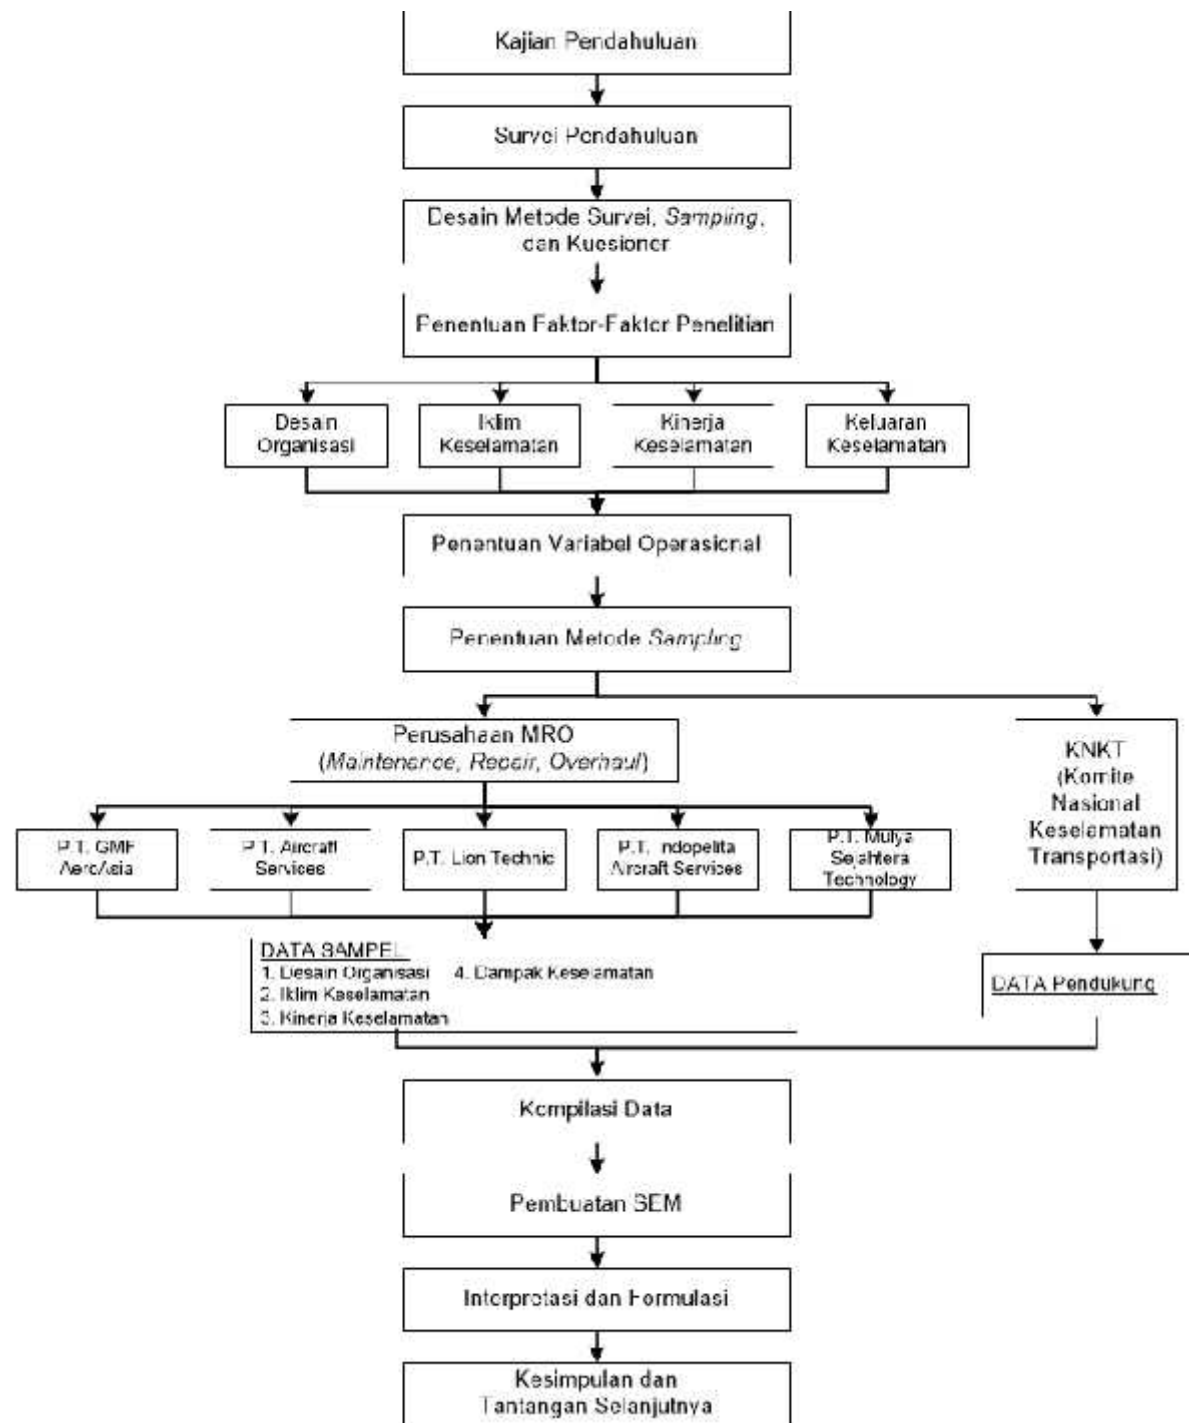 Kajian Pendahuluan
Survei Pendahuluan
Desain Metode Survei, Sampling,
dan Kuesioner
Penentuan Faktor-Faktor Penelitian
Desain
Organisasi
Iklim
Keselamatan
Kinerja
Keselamatan
Keluaran
Keselamatan
Penentuan Variabel Operasional
Penentuan Metode Sampling
Perusahaan MRO
(Maintenance, Repair, Overhaul)
KNKT
(Komite
Nasional
Keselamatan
Transportasi)
P.T. GMF
AeroAsia
P.T. Aircraft
Services
P.T. Lion Technic
P.T. Indopelita
Aircraft Services
P.T. Mulya
Sejahtera
Technology
DATA SAMPEL
1. Desain Organisasi 4. Dampak Keselamatan
2. Iklim Keselamatan
3. Kinerja Keselamatan
DATA Pendukung
Kompilasi Data
Pembuatan SEM
Interpretasi dan Formulasi
Kesimpulan dan
Tantangan Selanjutnya